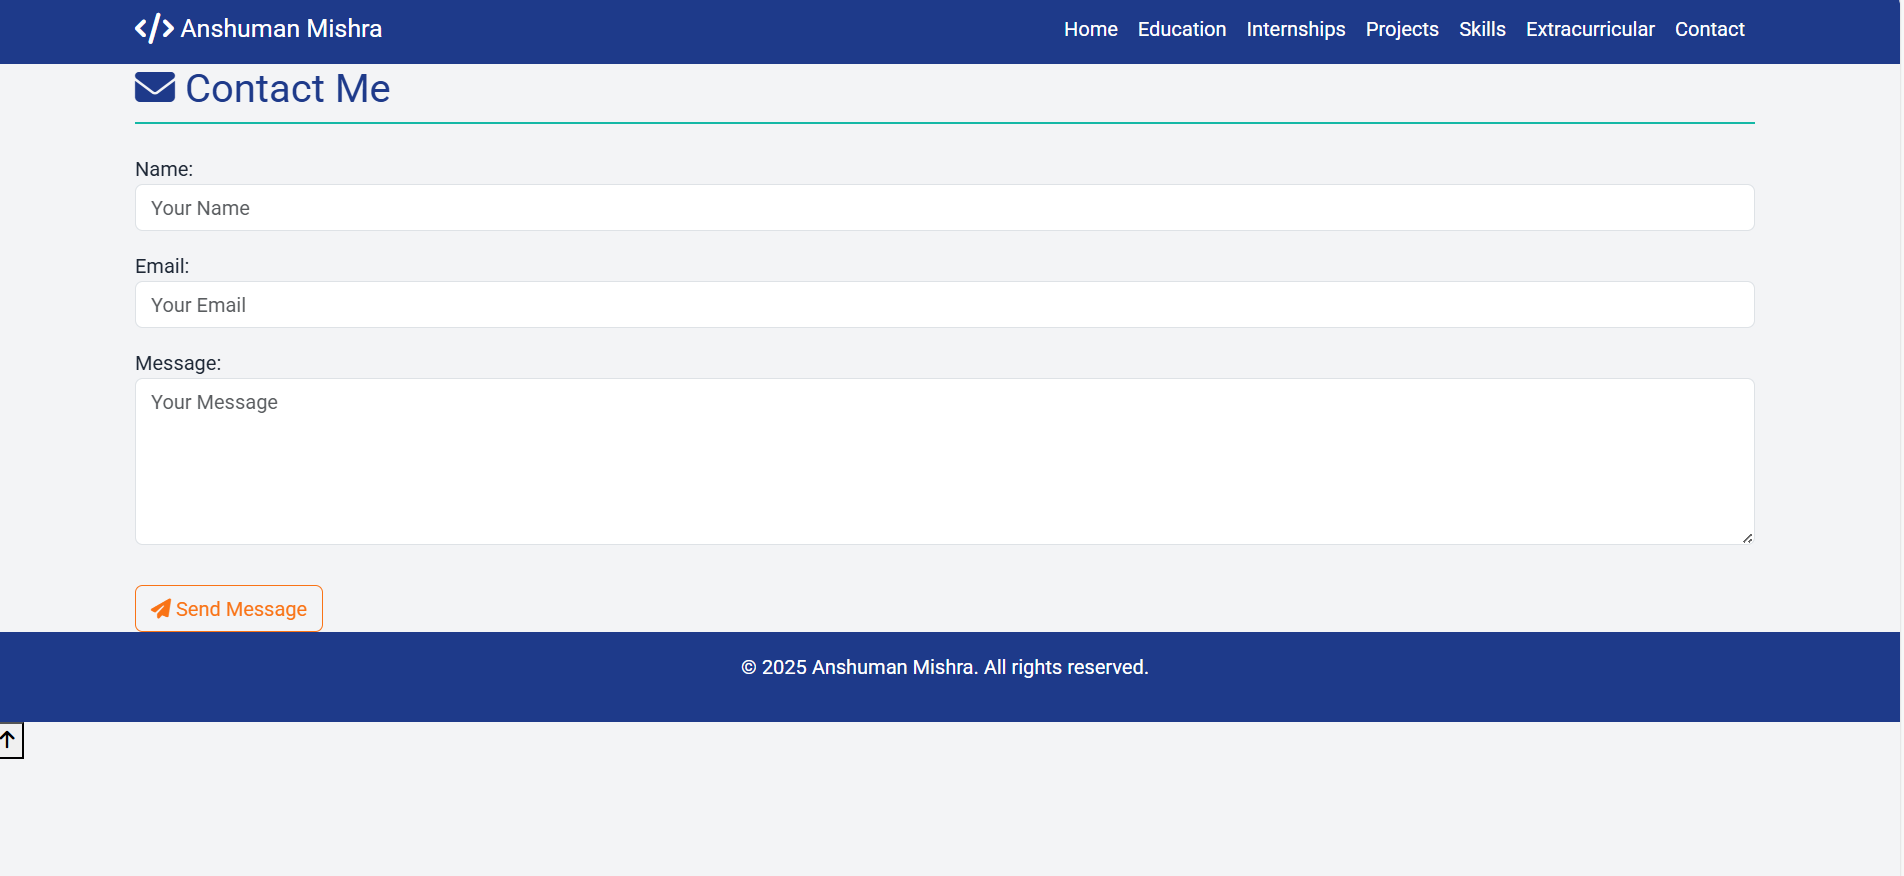 Anshuman Mishra
Home Education Internships Projects Skills Extracurricular Contact
Contact Me
Name:
Your Name
Email:
Your Email
Message:
Your Message
Send Message
© 2025 Anshuman Mishra. All rights reserved.